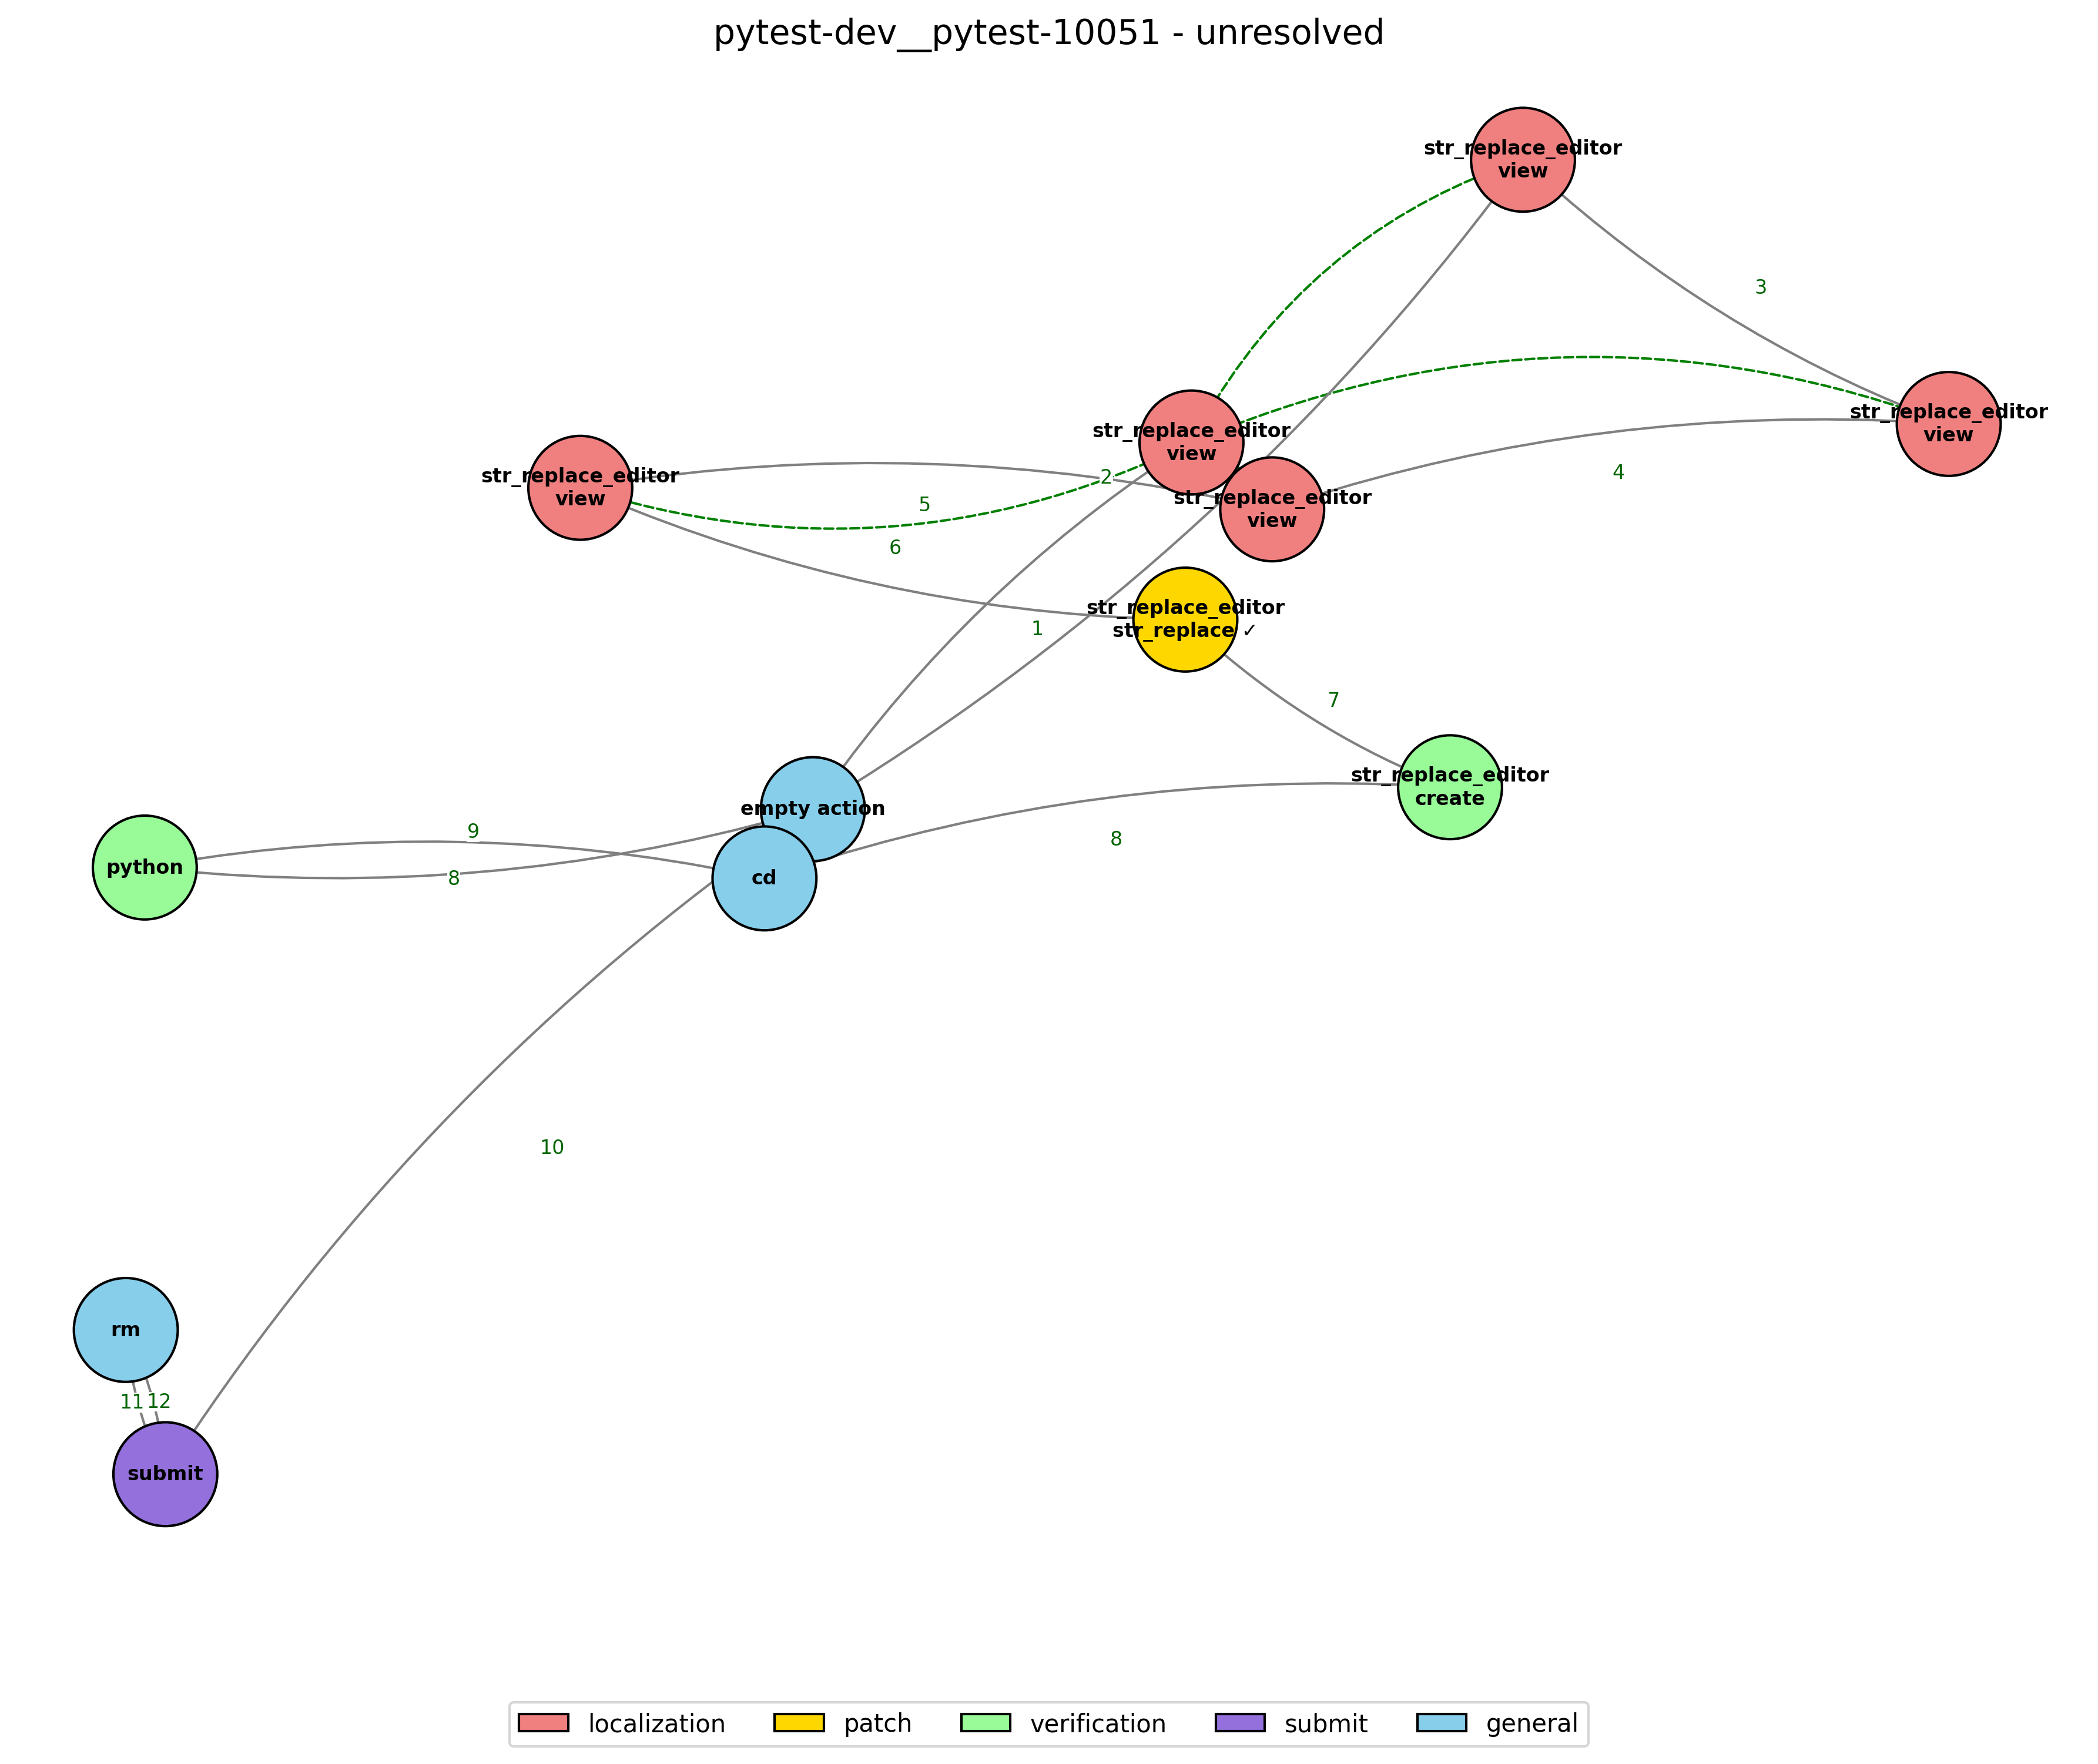 pytest-dev__pytest-10051 - unresolved
str_replace_editor
view
3
str_replace_editor
view
str_replace_editor
view
4
2
str_replace_editor
view
str_replace_editor
view
5
6
str_replace_editor
str_replace ✓
1
7
str_replace_editor
create
empty action
9
8
python
8
cd
10
rm
11
12
submit
localization
patch
verification
submit
general